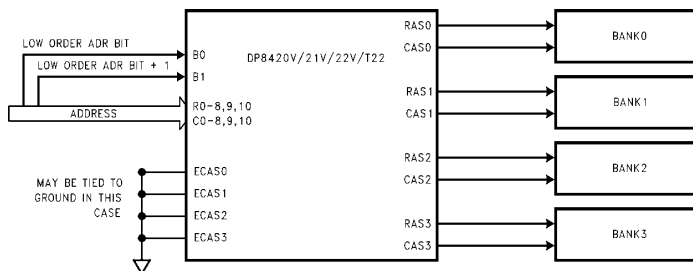 LOW ORDER ADR BIT
LOW ORDER ADR BIT + 1
ADDRESS
B0
B1
R0-8,9,10
C0-8,9,10
DP8420V/21V/22V/T22
ECAS0
ECAS1
ECAS2
ECAS3
MAY BE TIED TO
GROUND IN THIS
CASE
RAS0
CAS0
BANK0
RAS1
CAS1
BANK1
RAS2
CAS2
BANK2
RAS3
CAS3
BANK3